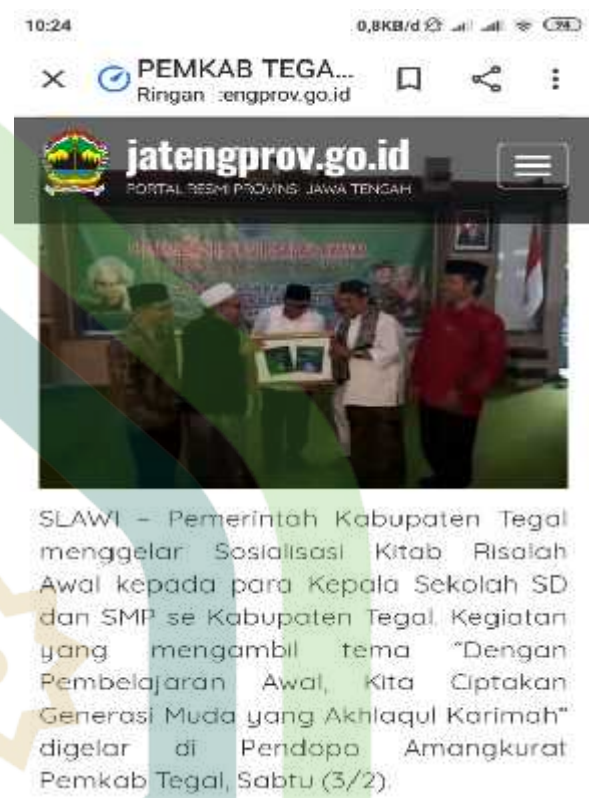 10:24 0,8KB/d 74
PEMKAB TEGA...
Ringan :engprov.go.id
jatengprov.go.id
PORTAL RESMI PROVINSI JAWA TENGAH
SLAWI – Pemerintah Kabupaten Tegal
menggelar Sosialisasi Kitab Risalah
Awal kepada para Kepala Sekolah SD
dan SMP se Kabupaten Tegal. Kegiatan
yang mengambil tema "Dengan
Pembelajaran Awal, Kita Ciptakan
Generasi Muda yang Akhlaqul Karimah"
digelar di Pendopo Amangkurat
Pemkab Tegal, Sabtu (3/2).